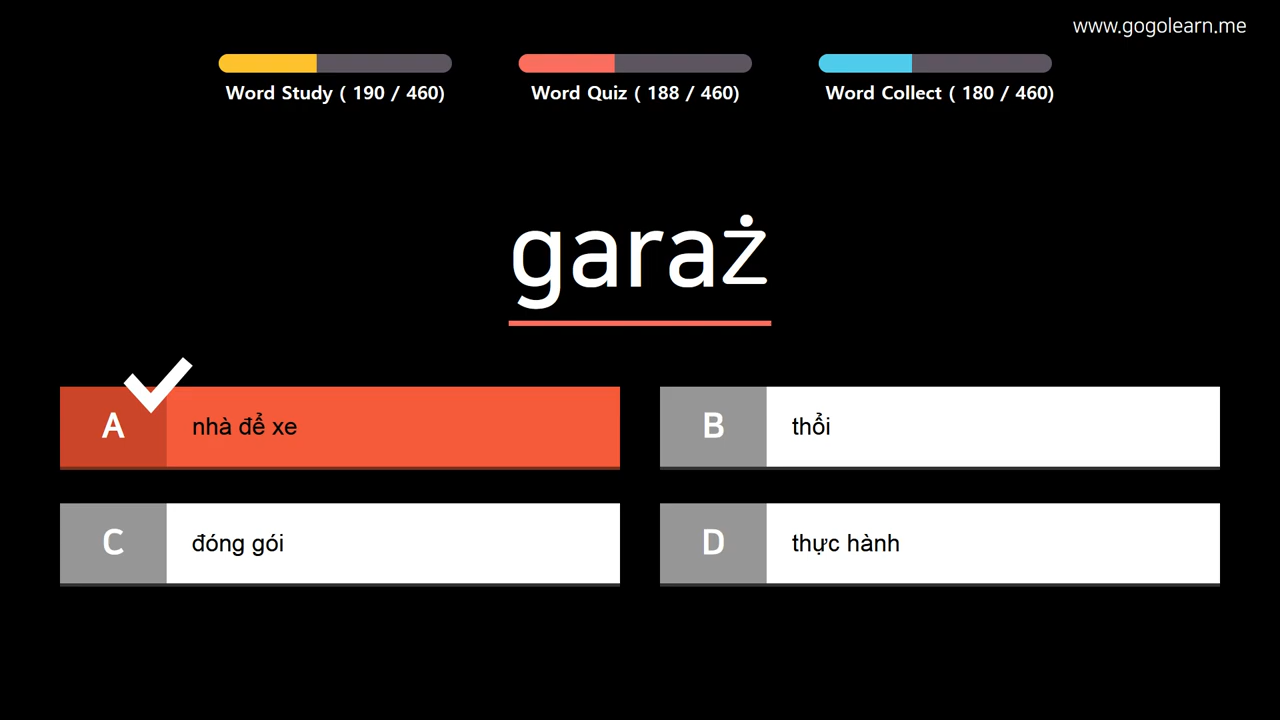 www.gogolearn.me
Word Study ( 190 / 460)
Word Quiz ( 188 / 460)
Word Collect ( 180 / 460)
garaż
A
nhà để xe
B
thổi
C
đóng gói
D
thực hành